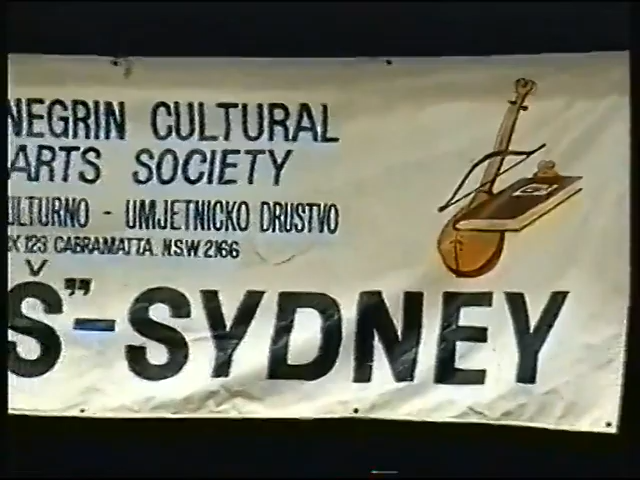 NEGRIN CULTURAL
ARTS SOCIETY
ULTURNO - UMJETNICKO DRUSTVO
X 123 CABRAMATTA. N.S.W 2166
Š"-SYDNEY